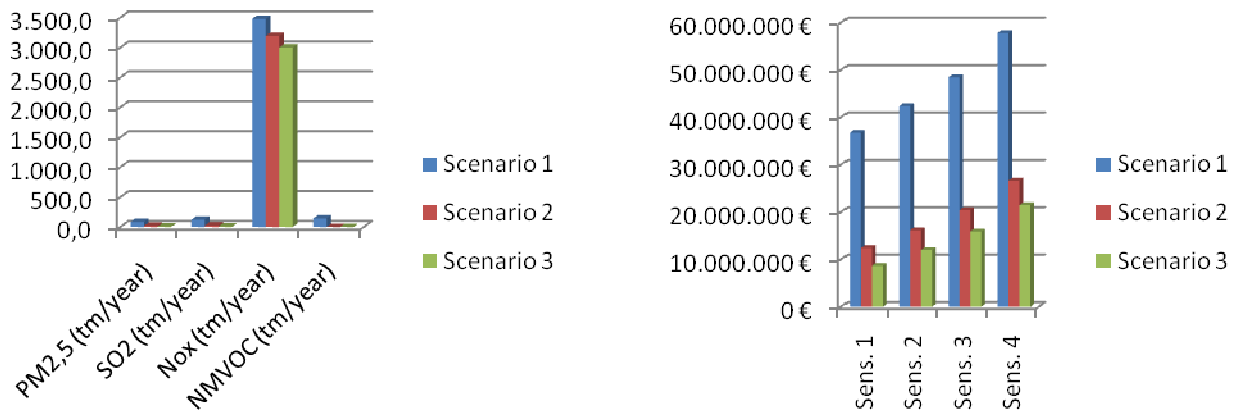 3.500,0
3.000,0
2.500,0
2.000,0
1.500,0
1.000,0
500,0
0,0
PM2,5 (tm/year)
SO2 (tm/year)
Nox (tm/year)
NMVOC (tm/year)
Scenario 1
Scenario 2
Scenario 3
60.000.000 €
50.000.000 €
40.000.000 €
30.000.000 €
20.000.000 €
10.000.000 €
0 €
Sens. 1
Sens. 2
Sens. 3
Sens. 4
Scenario 1
Scenario 2
Scenario 3